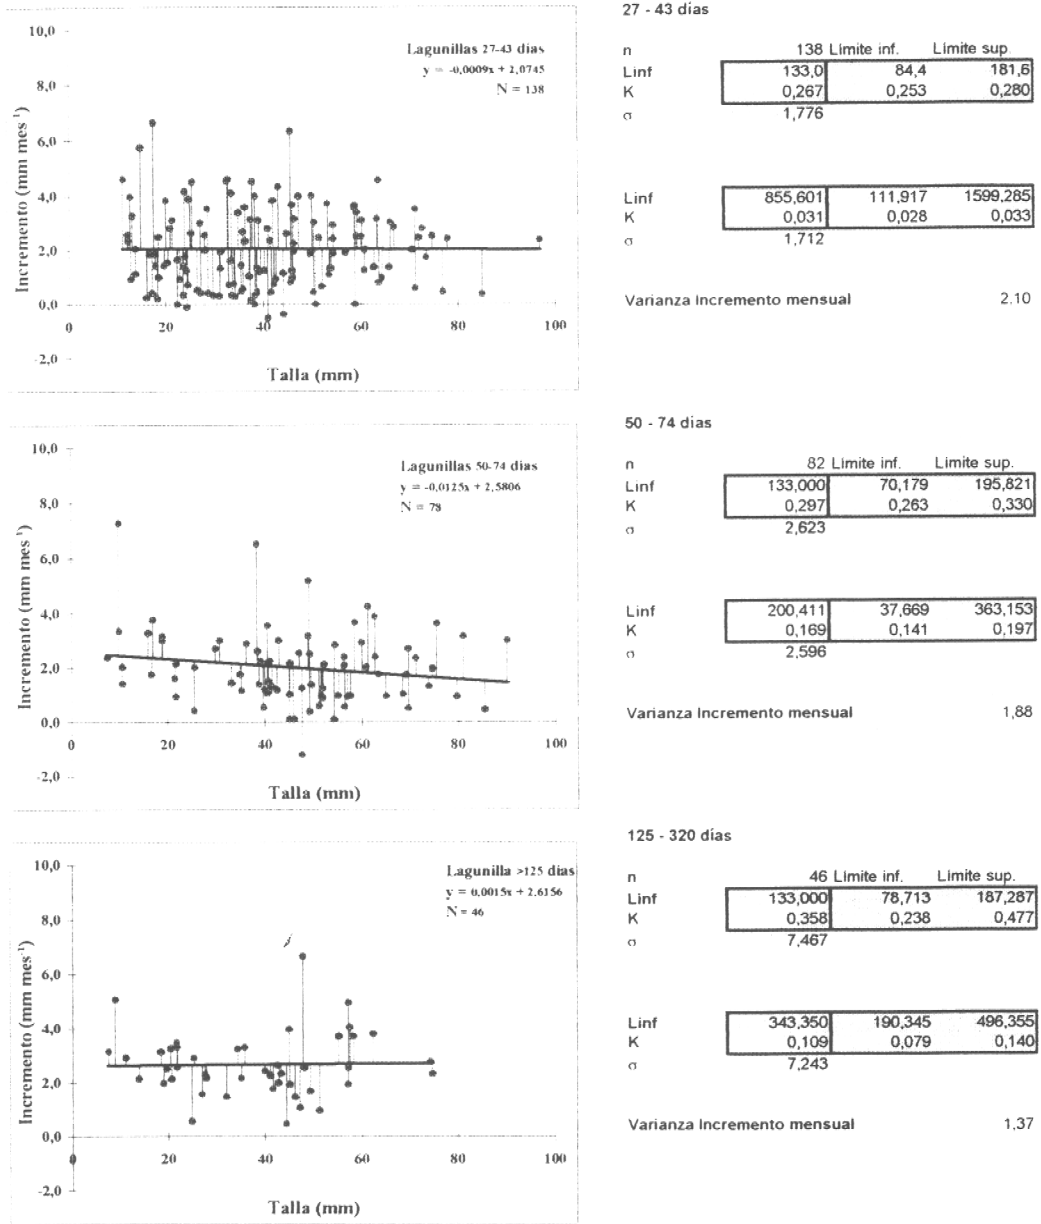 27 - 43 días
10,0
8,0
6,0
4,0
2,0
0,0
-2,0
0
20
40
60
80
100
Incremento (mm mes⁻¹)
Talla (mm)
Lagunillas 27-43 dias
y = -0,0009x + 2,0745
N = 138
n 138 Límite inf. Límite sup.
Linf 133,0 84,4 181,6
K 0,267 0,253 0,280
σ 1,776
Linf 855,601 111,917 1599,285
K 0,031 0,028 0,033
σ 1,712
Varianza Incremento mensual 2,10
50 - 74 dias
10,0
8,0
6,0
4,0
2,0
0,0
-2,0
0
20
40
60
80
100
Incremento (mm mes⁻¹)
Talla (mm)
Lagunillas 50-74 dias
y = -0,0125x + 2,5806
N = 78
n 82 Límite inf. Límite sup.
Linf 133,000 70,179 195,821
K 0,297 0,263 0,330
σ 2,623
Linf 200,411 37,669 363,153
K 0,169 0,141 0,197
σ 2,596
Varianza Incremento mensual 1,88
125 - 320 días
10,0
8,0
6,0
4,0
2,0
0,0
-2,0
0
20
40
60
80
100
Incremento (mm mes⁻¹)
Talla (mm)
Lagunilla >125 dias
y = 0,0015x + 2.6156
N = 46
n 46 Límite inf. Límite sup.
Linf 133,000 78,713 187,287
K 0,358 0,238 0,477
σ 7,467
Linf 343,350 190,345 496,355
K 0,109 0,079 0,140
σ 7,243
Varianza Incremento mensual 1,37